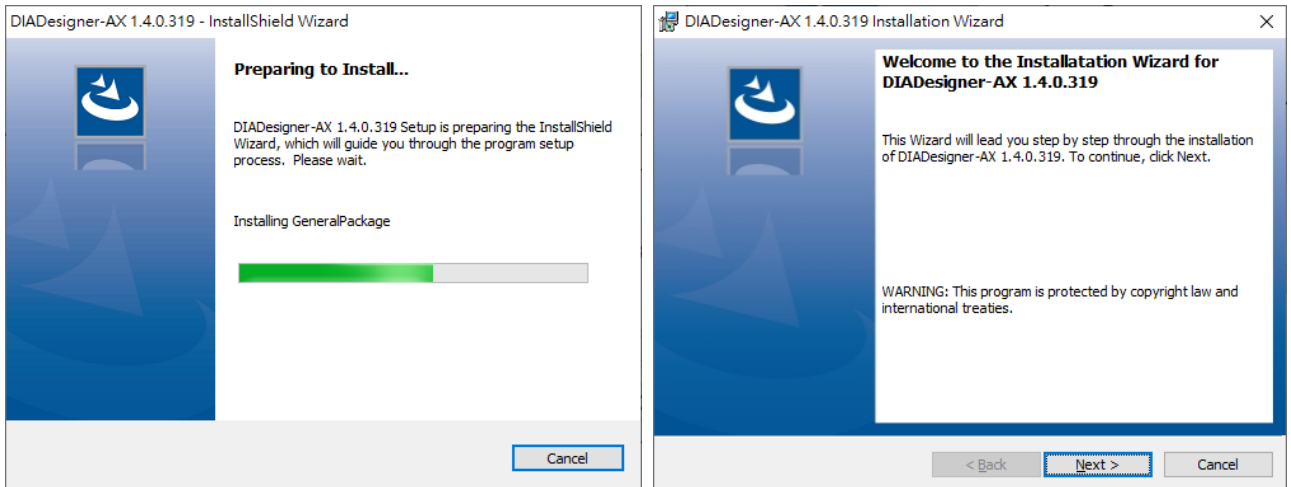 DIADesigner-AX 1.4.0.319 - InstallShield Wizard
Preparing to Install...
DIADesigner-AX 1.4.0.319 Setup is preparing the InstallShield
Wizard, which will guide you through the program setup
process. Please wait.
Installing GeneralPackage
Cancel
DIADesigner-AX 1.4.0.319 Installation Wizard
Welcome to the Installatation Wizard for
DIADesigner-AX 1.4.0.319
This Wizard will lead you step by step through the installation
of DIADesigner-AX 1.4.0.319. To continue, click Next.
WARNING: This program is protected by copyright law and
international treaties.
< Back
Next >
Cancel